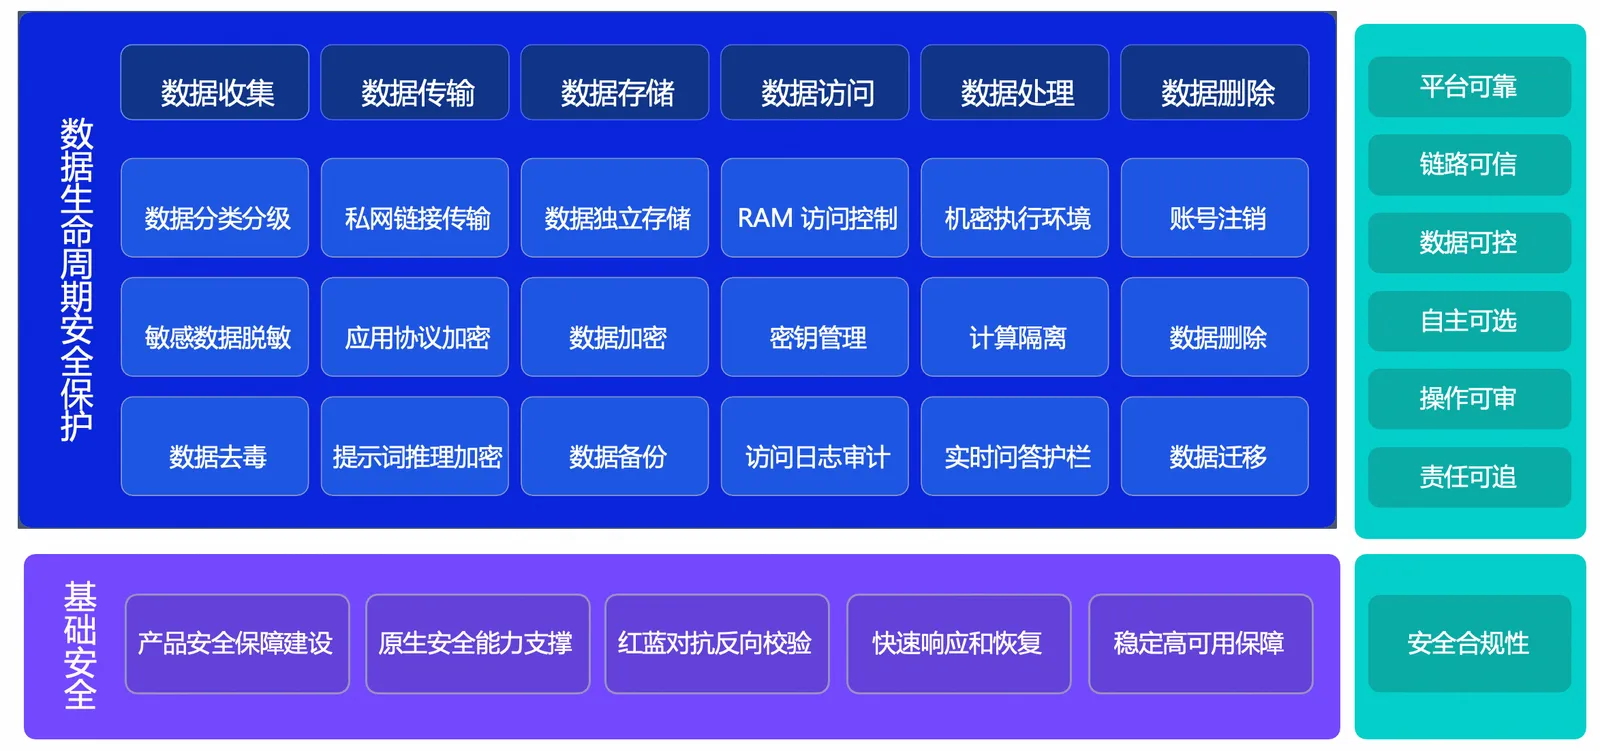 数据生命周期安全保护
数据收集
数据传输
数据存储
数据访问
数据处理
数据删除
数据分类分级
私网链接传输
数据独立存储
RAM 访问控制
机密执行环境
账号注销
敏感数据脱敏
应用协议加密
数据加密
密钥管理
计算隔离
数据删除
数据去毒
提示词推理加密
数据备份
访问日志审计
实时问答护栏
数据迁移
平台可靠
链路可信
数据可控
自主可选
操作可审
责任可追
基础安全
产品安全保障建设
原生安全能力支撑
红蓝对抗反向校验
快速响应和恢复
稳定高可用保障
安全合规性